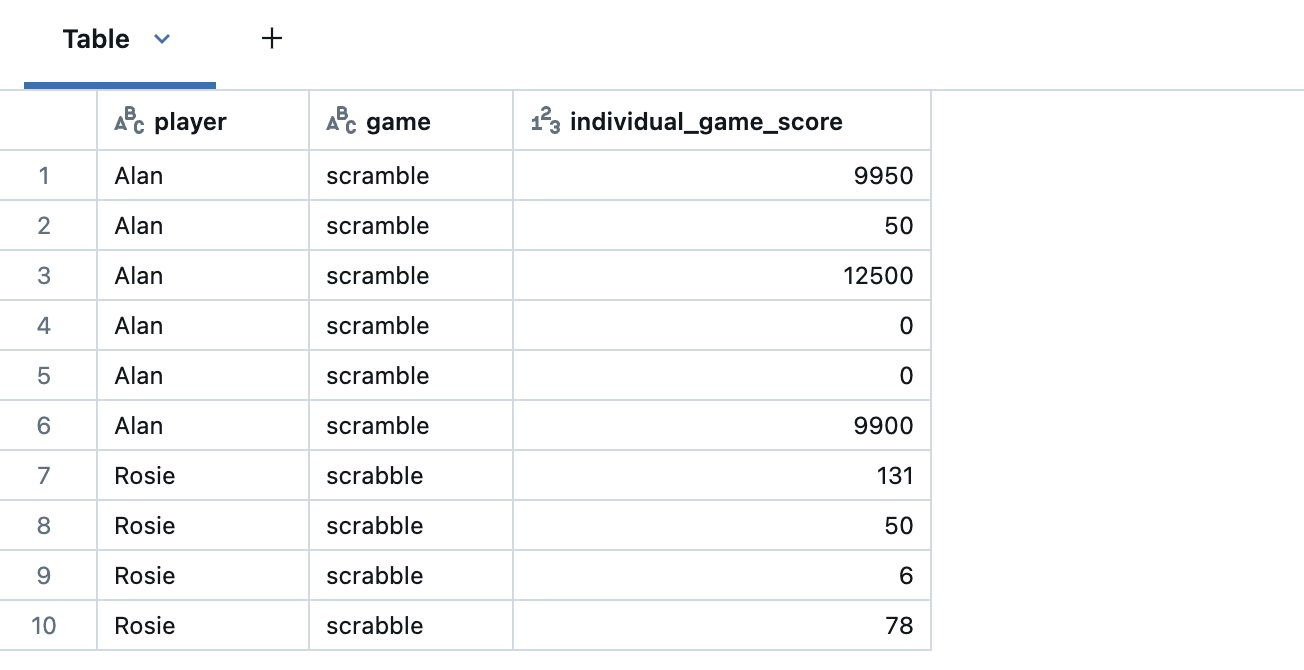 Table +
ABC player ABC game 123 individual_game_score
1 Alan scramble 9950
2 Alan scramble 50
3 Alan scramble 12500
4 Alan scramble 0
5 Alan scramble 0
6 Alan scramble 9900
7 Rosie scrabble 131
8 Rosie scrabble 50
9 Rosie scrabble 6
10 Rosie scrabble 78